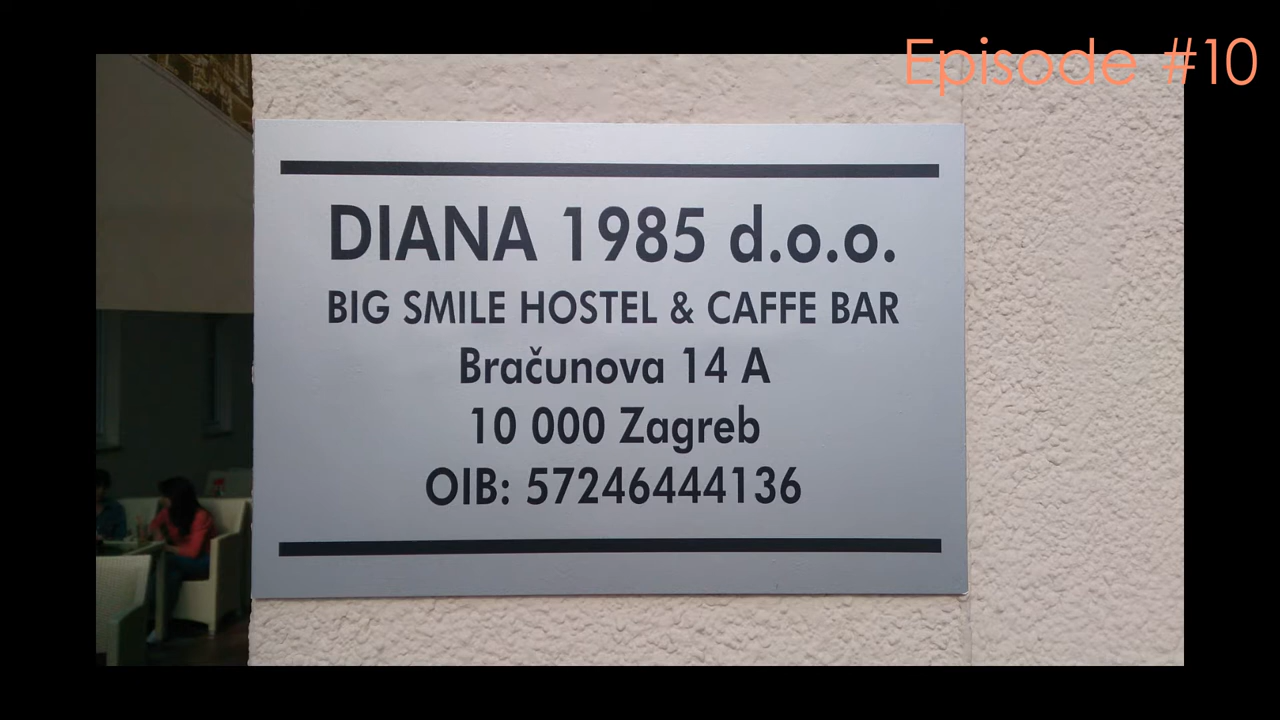 Episode #10
DIANA 1985 d.o.o.
BIG SMILE HOSTEL & CAFFE BAR
Bračunova 14 A
10 000 Zagreb
OIB: 57246444136